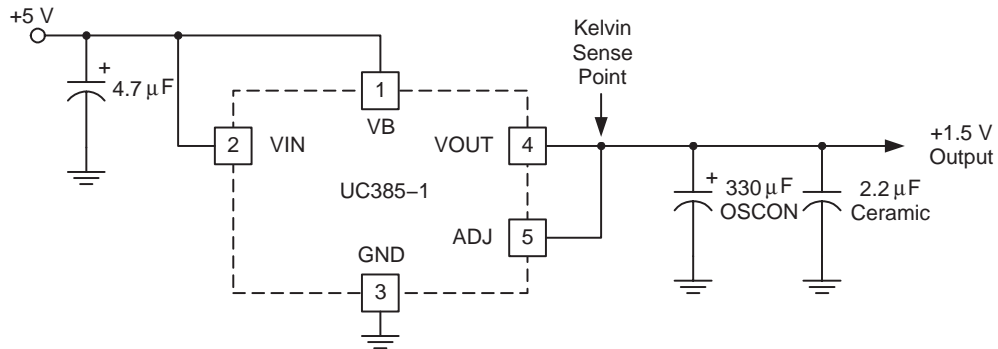 +5 V
+
4.7 μF
1
VB
2
VIN
UC385–1
GND
3
VOUT
4
ADJ
5
Kelvin
Sense
Point
+
330 μF
OSCON
2.2 μF
Ceramic
+1.5 V
Output